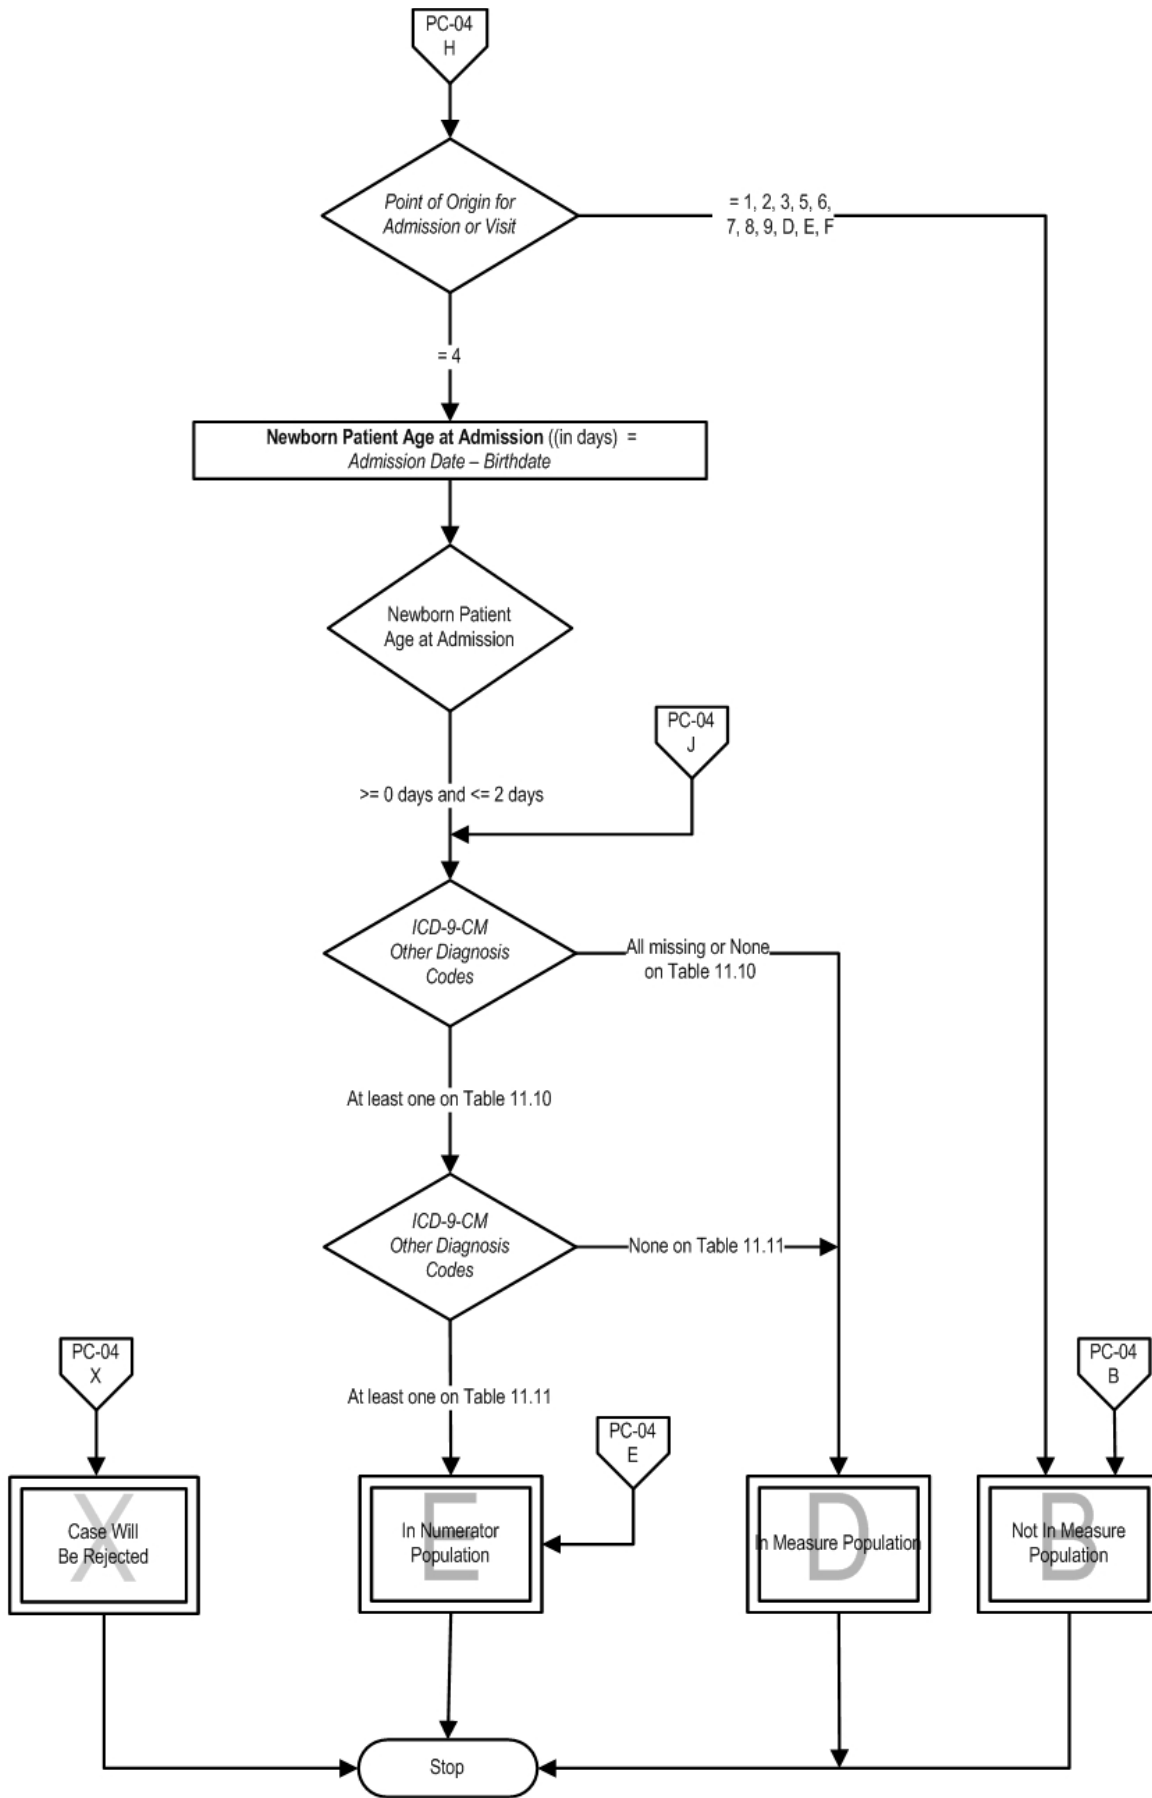 PC-04
H
Point of Origin for
Admission or Visit
= 1, 2, 3, 5, 6,
7, 8, 9, D, E, F
= 4
Newborn Patient Age at Admission ((in days) =
Admission Date – Birthdate
Newborn Patient
Age at Admission
PC-04
J
>= 0 days and <= 2 days
ICD-9-CM
Other Diagnosis
Codes
All missing or None
on Table 11.10
At least one on Table 11.10
ICD-9-CM
Other Diagnosis
Codes
None on Table 11.11
PC-04
X
PC-04
B
At least one on Table 11.11
PC-04
E
X
Case Will
Be Rejected
E
In Numerator
Population
D
In Measure Population
B
Not In Measure
Population
Stop